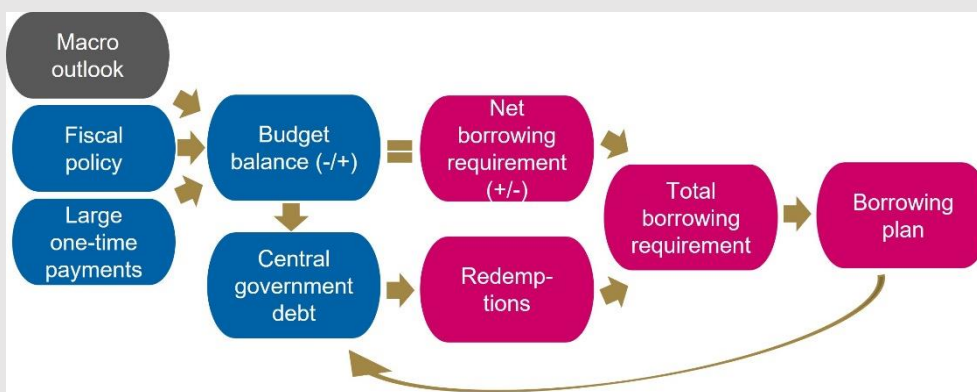 Macro
outlook
Fiscal
policy
Large
one-time
payments
Budget
balance (-/+)
Central
government
debt
Net
borrowing
requirement
(+/-)
Redemp-
tions
Total
borrowing
requirement
Borrowing
plan